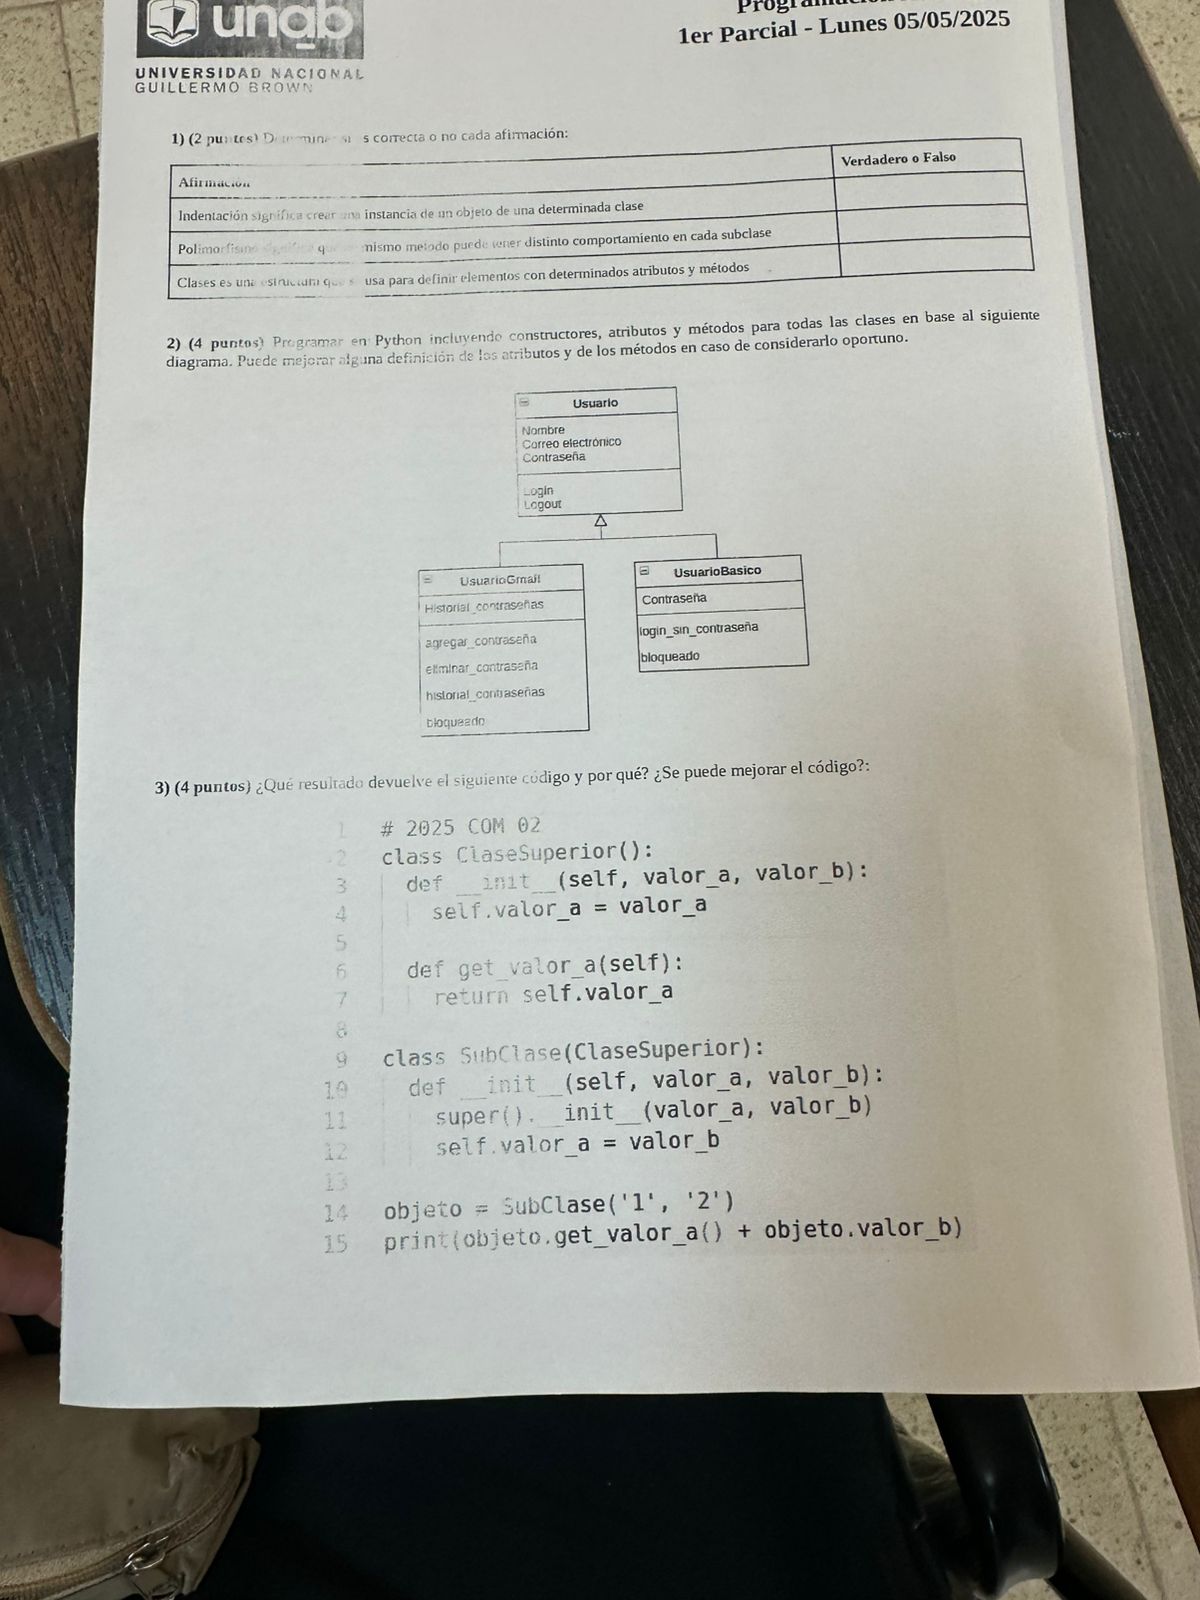 unab
UNIVERSIDAD NACIONAL
GUILLERMO BROWN
1er Parcial - Lunes 05/05/2025
1) (2 puntos) Determine si es correcta o no cada afirmación:
Afirmación
Verdadero o Falso
Indentación significa crear una instancia de un objeto de una determinada clase
Polimorfismo significa que un mismo metodo puede tener distinto comportamiento en cada subclase
Clases es una estructura que se usa para definir elementos con determinados atributos y métodos
2) (4 puntos) Programar en Python incluyendo constructores, atributos y métodos para todas las clases en base al siguiente
diagrama. Puede mejorar alguna definición de los atributos y de los métodos en caso de considerarlo oportuno.
Usuario
Nombre
Correo electrónico
Contraseña
Login
Logout
UsuarioGmail
Historial_contraseñas
agregar_contraseña
eliminar_contraseña
historial_contraseñas
bloqueado
UsuarioBasico
Contraseña
login_sin_contraseña
bloqueado
3) (4 puntos) ¿Qué resultado devuelve el siguiente código y por qué? ¿Se puede mejorar el código?:
1 # 2025 COM 02
2 class ClaseSuperior():
3 def __init__(self, valor_a, valor_b):
4 self.valor_a = valor_a
5
6 def get_valor_a(self):
7 return self.valor_a
8
9 class SubClase(ClaseSuperior):
10 def __init__(self, valor_a, valor_b):
11 super().__init__(valor_a, valor_b)
12 self.valor_a = valor_b
13
14 objeto = SubClase('1', '2')
15 print(objeto.get_valor_a() + objeto.valor_b)